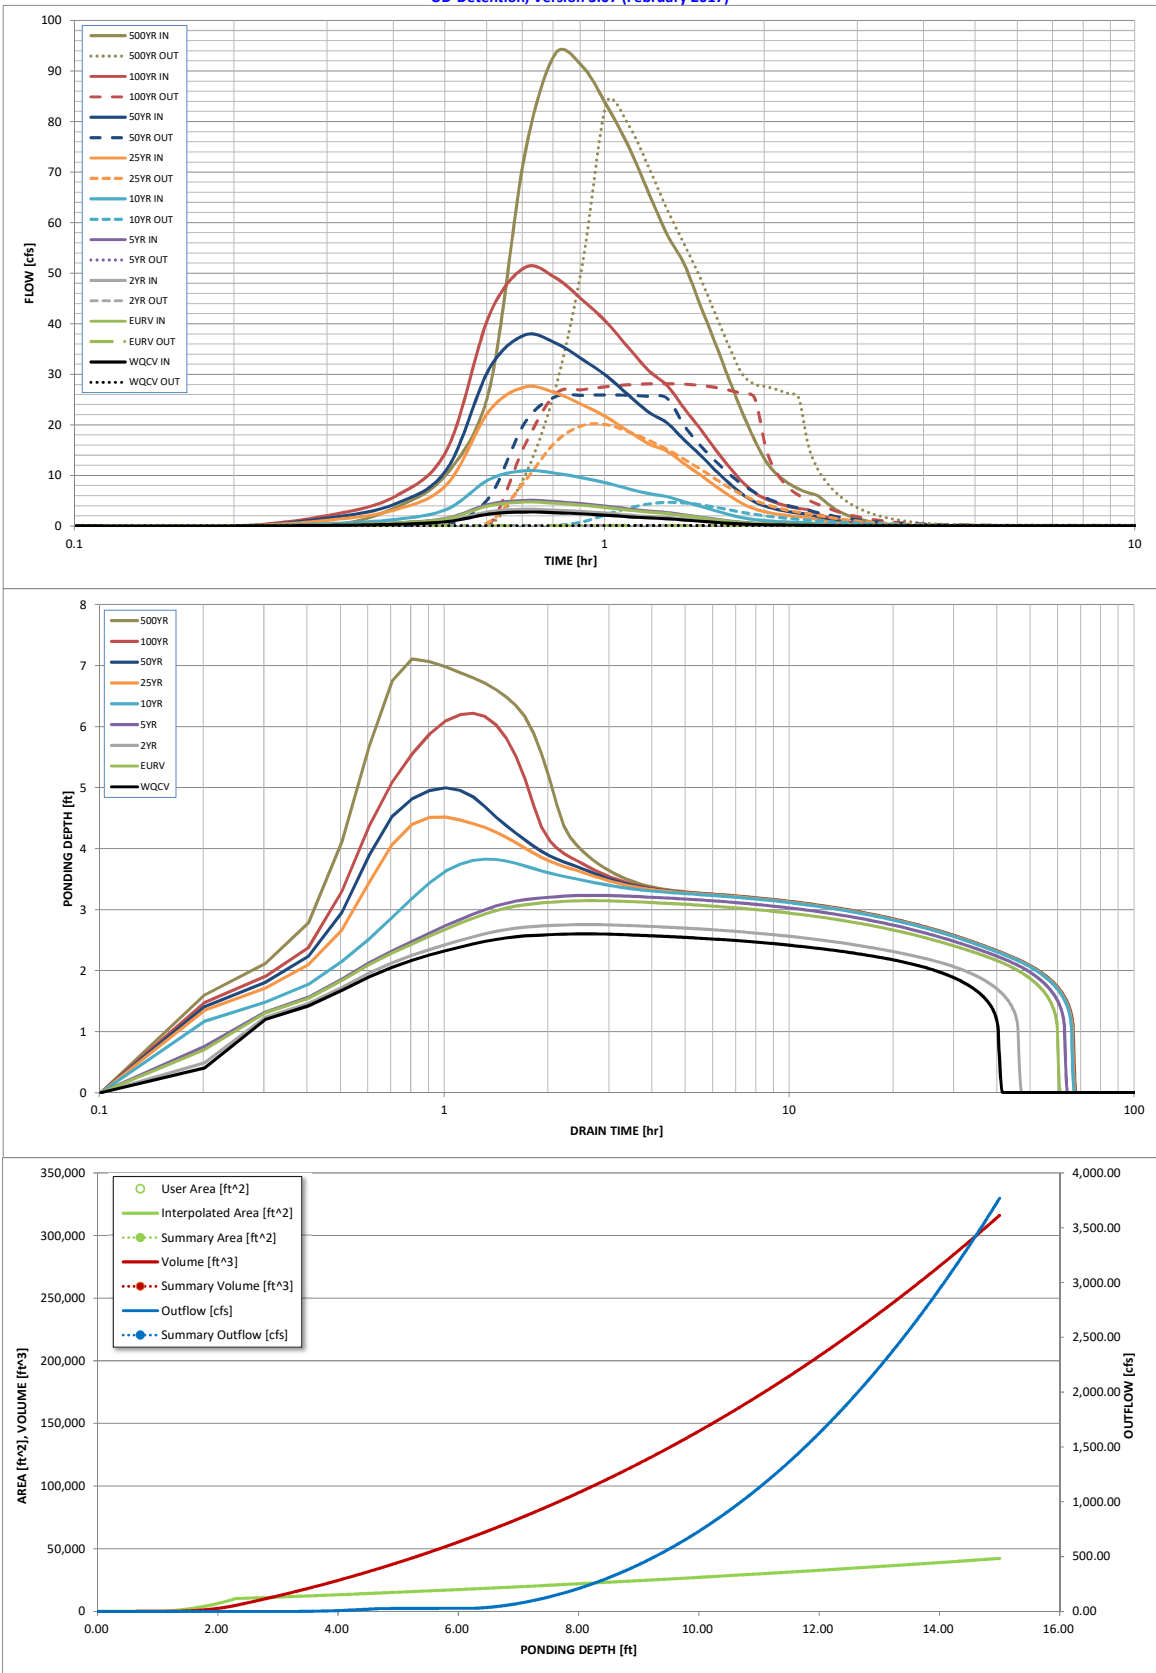 UD-Detention, Version 3.07 (February 2017)
100
90
80
70
60
50
40
30
20
10
0
FLOW [cfs]
500YR IN
500YR OUT
100YR IN
100YR OUT
50YR IN
50YR OUT
25YR IN
25YR OUT
10YR IN
10YR OUT
5YR IN
5YR OUT
2YR IN
2YR OUT
EURV IN
EURV OUT
WQCV IN
WQCV OUT
0.1
1
10
TIME [hr]
8
7
6
5
4
3
2
1
0
PONDING DEPTH [ft]
500YR
100YR
50YR
25YR
10YR
5YR
2YR
EURV
WQCV
0.1
1
10
100
DRAIN TIME [hr]
350,000
300,000
250,000
200,000
150,000
100,000
50,000
0
AREA [ft^2], VOLUME [ft^3]
User Area [ft^2]
Interpolated Area [ft^2]
Summary Area [ft^2]
Volume [ft^3]
Summary Volume [ft^3]
Outflow [cfs]
Summary Outflow [cfs]
4,000.00
3,500.00
3,000.00
2,500.00
2,000.00
1,500.00
1,000.00
500.00
0.00
OUTFLOW [cfs]
0.00
2.00
4.00
6.00
8.00
10.00
12.00
14.00
16.00
PONDING DEPTH [ft]